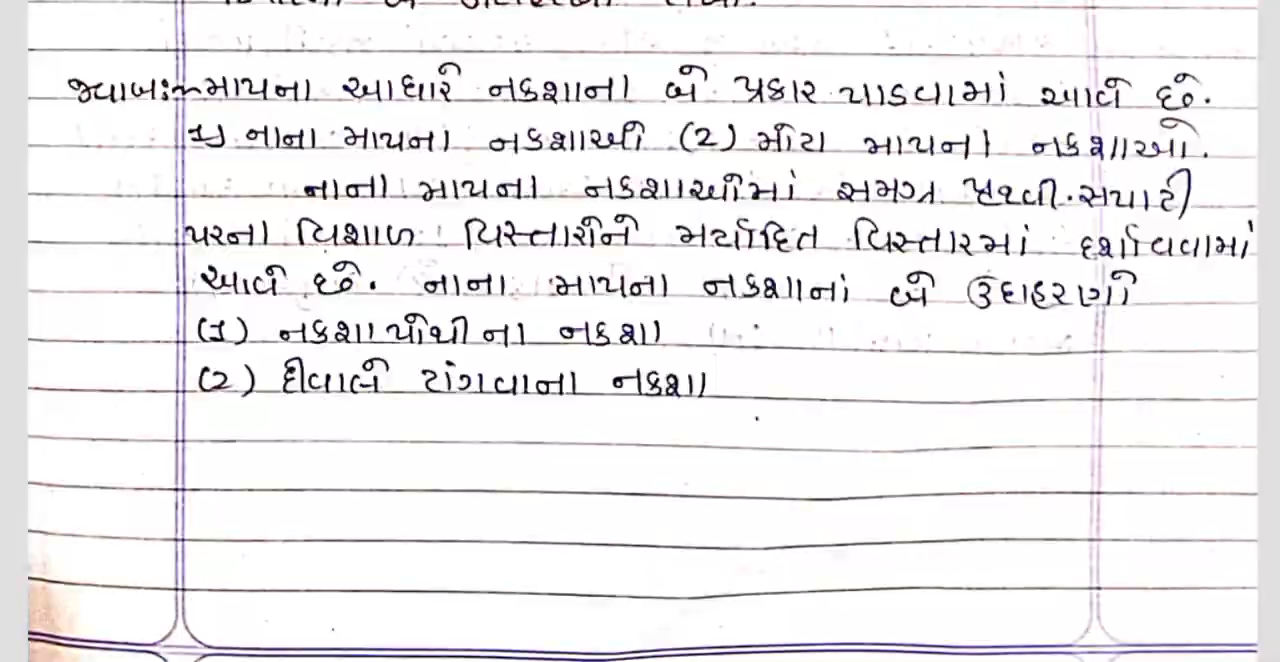 જવાબઃ- માપના આધારે નકશાના બે પ્રકાર પાડવામાં આવે છે.
(1) નાના માપના નકશાઓ (2) મોટા માપના નકશાઓ.
નાના માપના નકશાઓમાં સમગ્ર પૃથ્વી સપાટી
પરના વિશાળ વિસ્તારોને મર્યાદિત વિસ્તારમાં દર્શાવવામાં
આવે છે. નાના માપના નકશાનાં બે ઉદાહરણો
(1) નકશાપોથીના નકશા
(2) દીવાલે ટાંગવાના નકશા